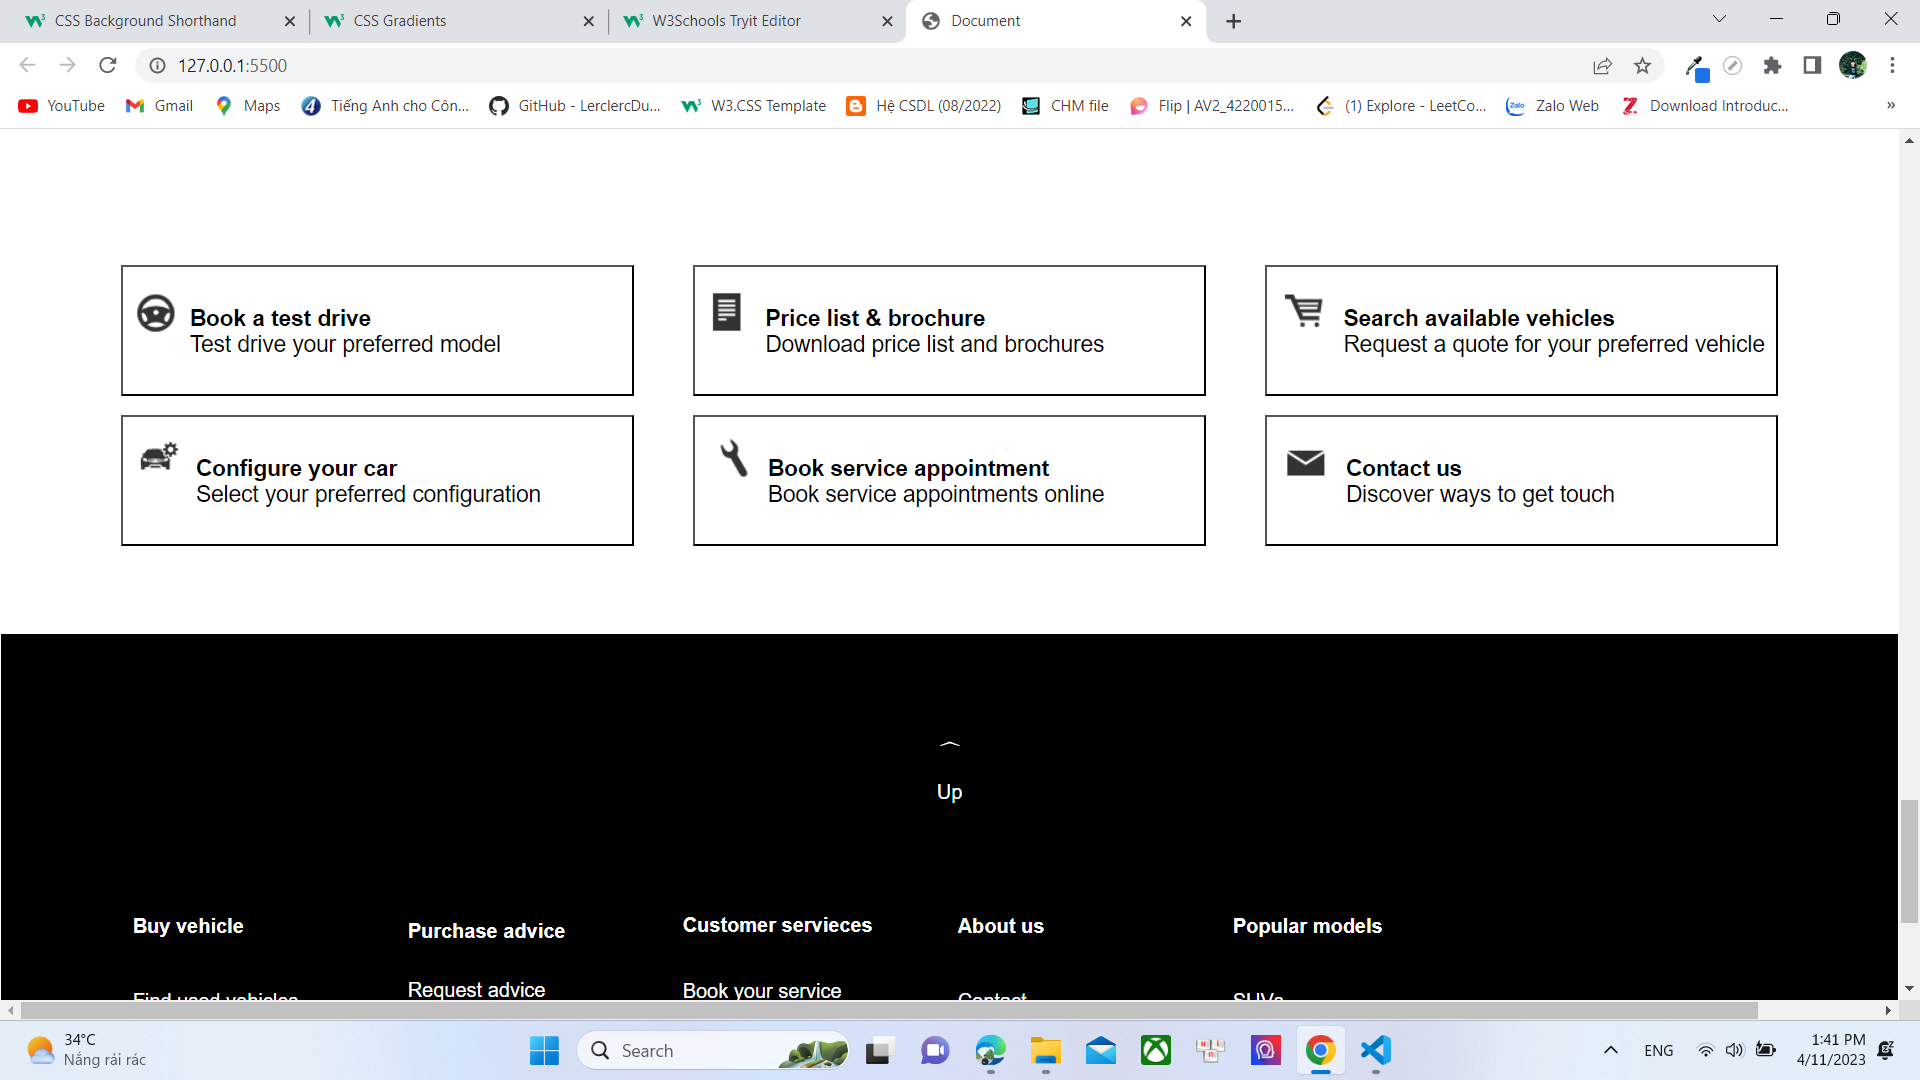 CSS Background Shorthand
CSS Gradients
W3Schools Tryit Editor
Document
127.0.0.1:5500
YouTube
Gmail
Maps
Tiếng Anh cho Côn...
GitHub - LerclercDu...
W3.CSS Template
Hệ CSDL (08/2022)
CHM file
Flip | AV2_4220015...
(1) Explore - LeetCo...
Zalo Web
Download Introduc...
»
Book a test drive
Test drive your preferred model
Price list & brochure
Download price list and brochures
Search available vehicles
Request a quote for your preferred vehicle
Configure your car
Select your preferred configuration
Book service appointment
Book service appointments online
Contact us
Discover ways to get touch
Up
Buy vehicle
Purchase advice
Customer servieces
About us
Popular models
Find used vehicles
Request advice
Book your service
Contact
SUVs
34°C
Nắng rải rác
Search
ENG
1:41 PM
4/11/2023